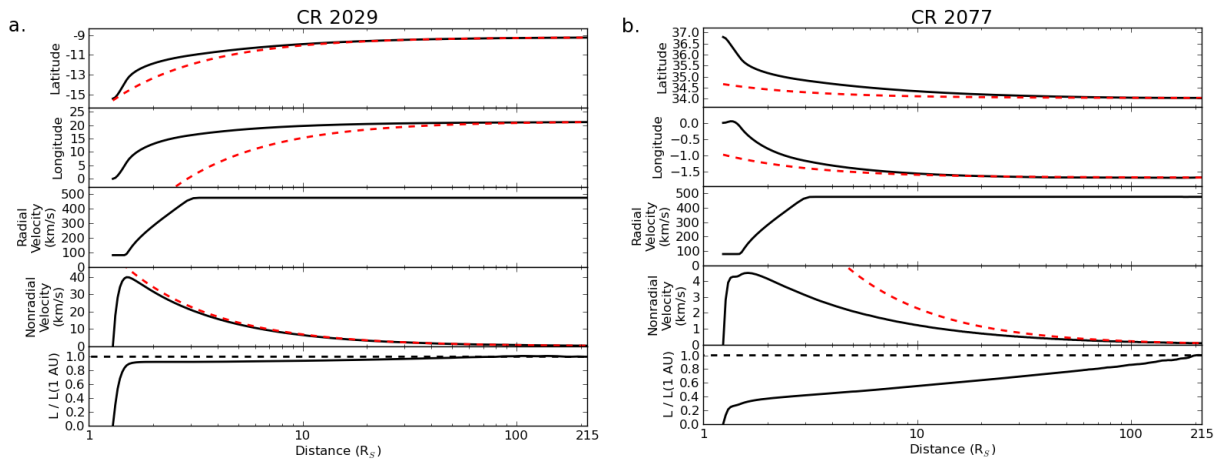 a.
CR 2029
Latitude
-9
-11
-13
-15
Longitude
25
20
15
10
5
0
Radial
Velocity
(km/s)
500
400
300
200
100
0
Nonradial
Velocity
(km/s)
40
30
20
10
0
L / L(1 AU)
1.0
0.8
0.6
0.4
0.2
0.0
1
10
100
215
Distance (R_S)
b.
CR 2077
Latitude
37.0
36.5
35.5
34.5
34.0
Longitude
0.0
−0.5
−1.0
−1.5
Radial
Velocity
(km/s)
500
400
300
200
100
0
Nonradial
Velocity
(km/s)
4
3
2
1
0
L / L(1 AU)
1.0
0.8
0.6
0.4
0.2
0.0
1
10
100
215
Distance (R_S)